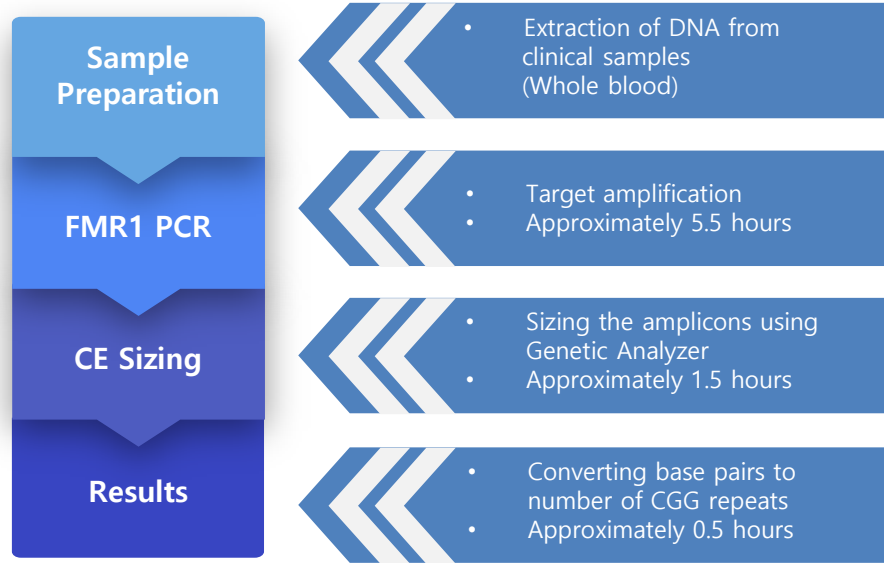 Sample
Preparation
• Extraction of DNA from
clinical samples
(Whole blood)
FMR1 PCR
• Target amplification
• Approximately 5.5 hours
CE Sizing
• Sizing the amplicons using
Genetic Analyzer
• Approximately 1.5 hours
Results
• Converting base pairs to
number of CGG repeats
• Approximately 0.5 hours